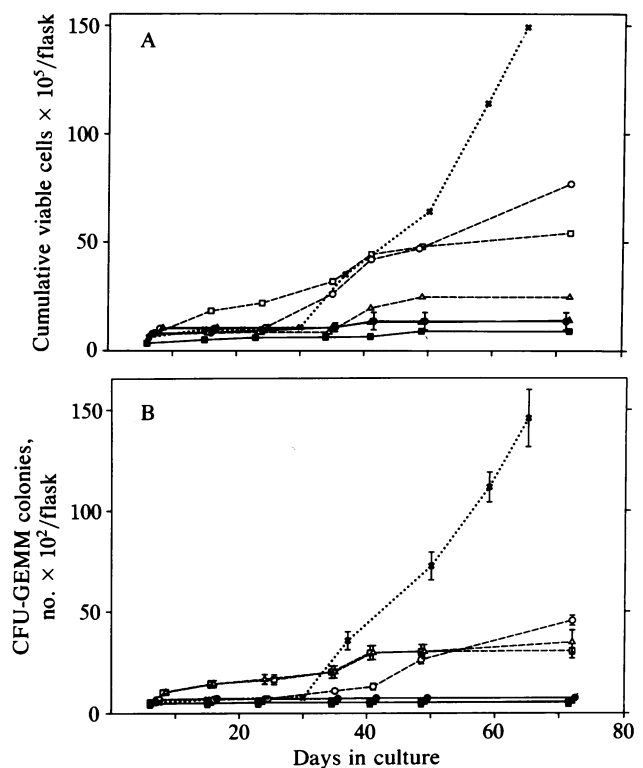 150
A
100
50
0
Cumulative viable cells × 10⁵/flask
150
B
100
50
0
CFU-GEMM colonies,
no. × 10²/flask
20 40 60 80
Days in culture